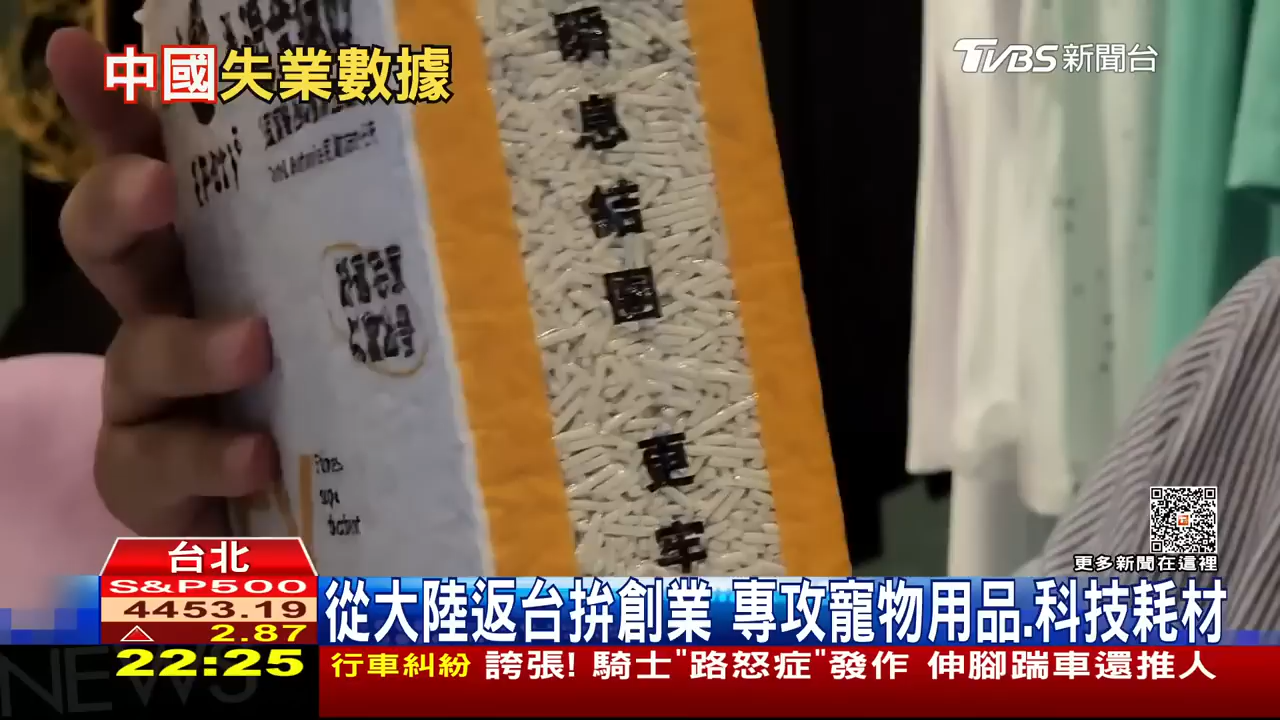 中國失業數據
TVBS新聞台
瞬息結團 更牢
更多新聞在這裡
台北
S&P500
4453.19
2.87
22:25
從大陸返台拚創業 專攻寵物用品.科技耗材
行車糾紛 誇張! 騎士"路怒症"發作 伸腳踹車還推人
NEWS